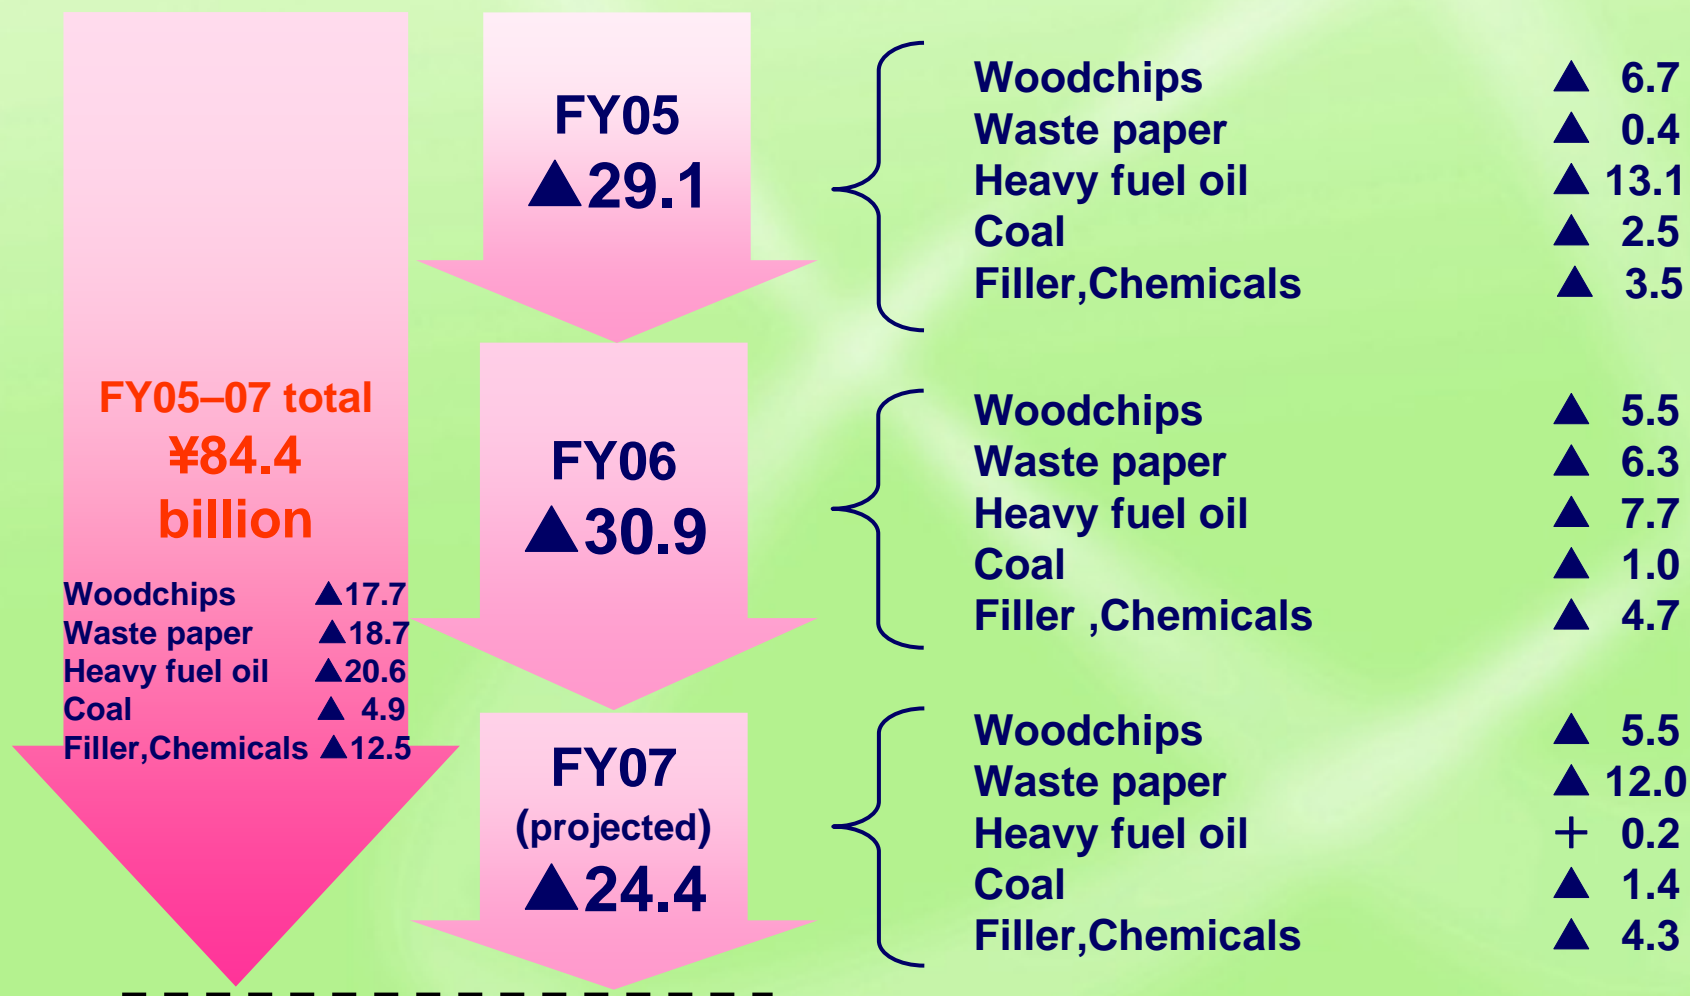 FY05–07 total
¥84.4
billion
Woodchips ▲17.7
Waste paper ▲18.7
Heavy fuel oil ▲20.6
Coal ▲ 4.9
Filler,Chemicals ▲12.5
FY05
▲29.1
Woodchips ▲ 6.7
Waste paper ▲ 0.4
Heavy fuel oil ▲ 13.1
Coal ▲ 2.5
Filler,Chemicals ▲ 3.5
FY06
▲30.9
Woodchips ▲ 5.5
Waste paper ▲ 6.3
Heavy fuel oil ▲ 7.7
Coal ▲ 1.0
Filler ,Chemicals ▲ 4.7
FY07
(projected)
▲24.4
Woodchips ▲ 5.5
Waste paper ▲ 12.0
Heavy fuel oil + 0.2
Coal ▲ 1.4
Filler,Chemicals ▲ 4.3